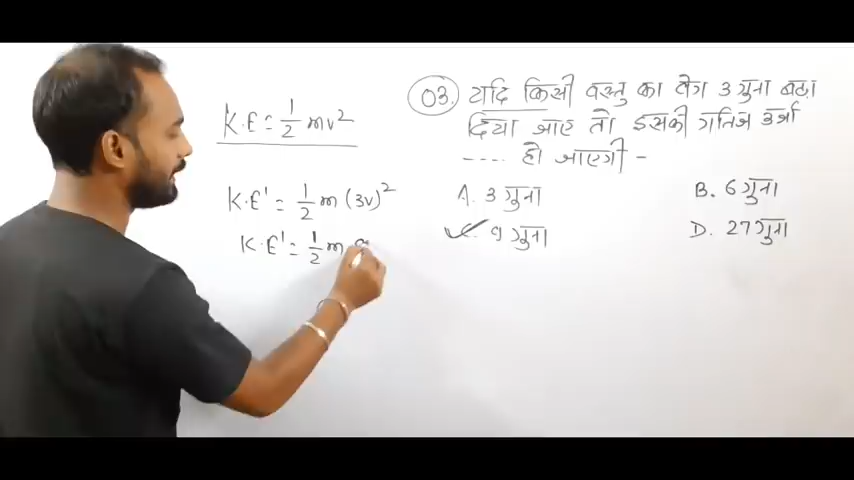 K.E = 1/2 mv²
K.E' = 1/2 m (3v)²
K.E' = 1/2 m
03. यदि किसी वस्तु का वेग 3 गुना बढ़ा
दिया जाए तो इसकी गतिज ऊर्जा
---- हो जाएगी -
A. 3 गुना
B. 6 गुना
C. 9 गुना
D. 27 गुना